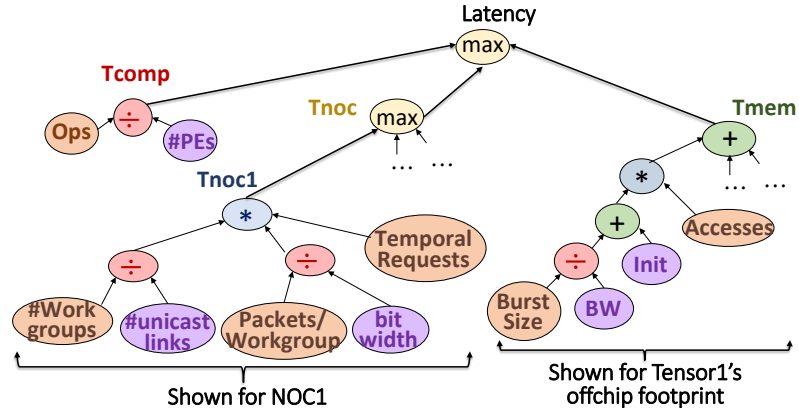 Latency
max
Tcomp
÷
Ops
#PEs
Tnoc
max
... ...
Tmem
+
... ...
Tnoc1
*
*
Temporal
Requests
Accesses
+
Init
÷
÷
÷
#Work
groups
#unicast
links
Packets/
Workgroup
bit
width
Burst
Size
BW
Shown for NOC1
Shown for Tensor1's
offchip footprint